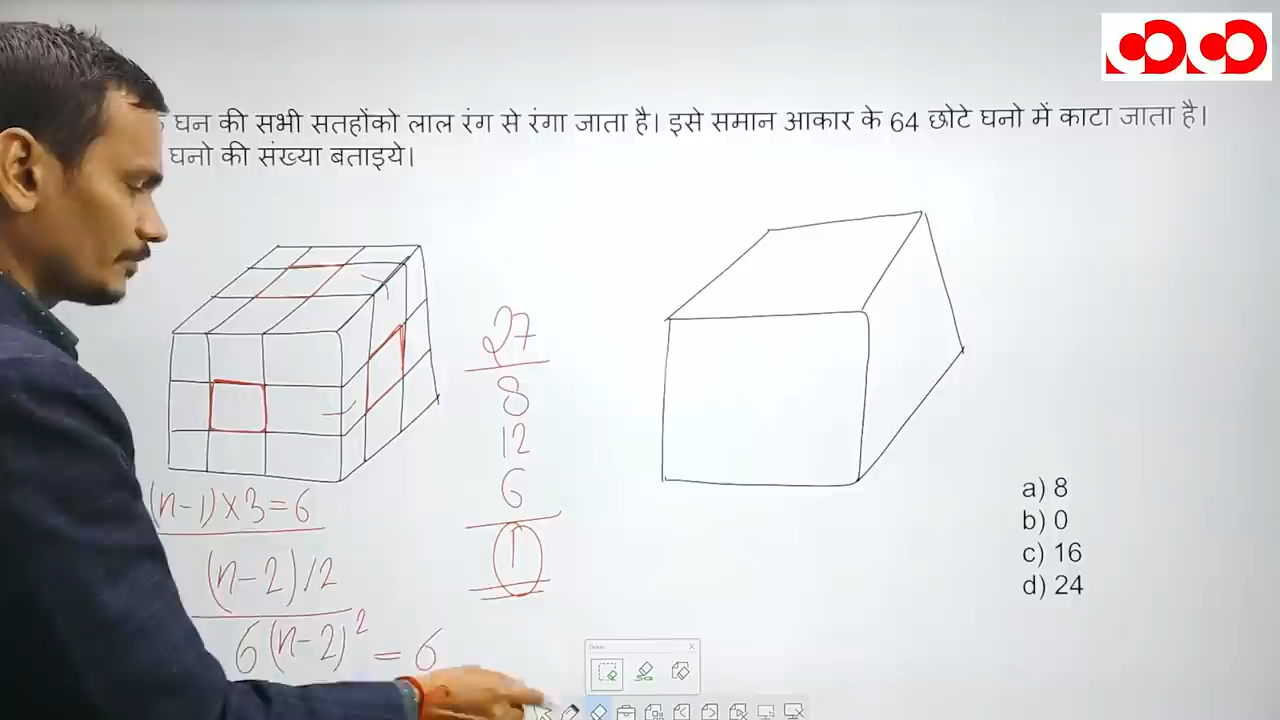 घन की सभी सतहोंको लाल रंग से रंगा जाता है। इसे समान आकार के 64 छोटे घनो में काटा जाता है।
घनो की संख्या बताइये।
27
8
12
6
1
(n-1)×3=6
(n-2)12
6(n-2)² = 6
a) 8
b) 0
c) 16
d) 24